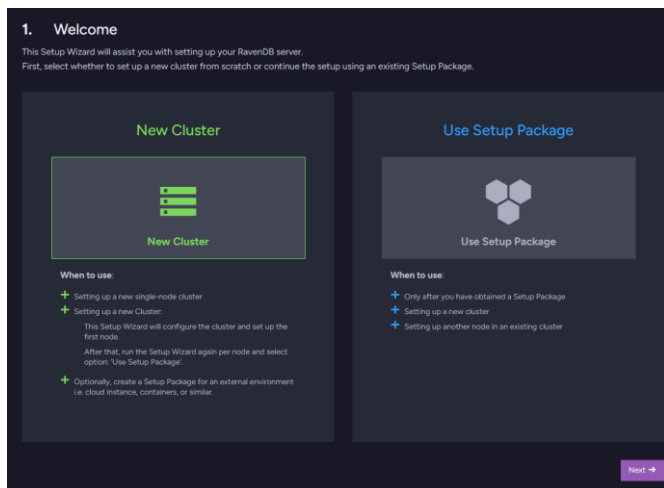 1. Welcome
This Setup Wizard will assist you with setting up your RavenDB server.
First, select whether to set up a new cluster from scratch or continue the setup using an existing Setup Package.
New Cluster
New Cluster
When to use:
Setting up a new single-node cluster
Setting up a new Cluster:
This Setup Wizard will configure the cluster and set up the
first node.
After that, run the Setup Wizard again per node and select
option: 'Use Setup Package'.
Optionally, create a Setup Package for an external environment
i.e. cloud instance, containers, or similar.
Use Setup Package
Use Setup Package
When to use:
Only after you have obtained a Setup Package
Setting up a new cluster
Setting up another node in an existing cluster
Next →